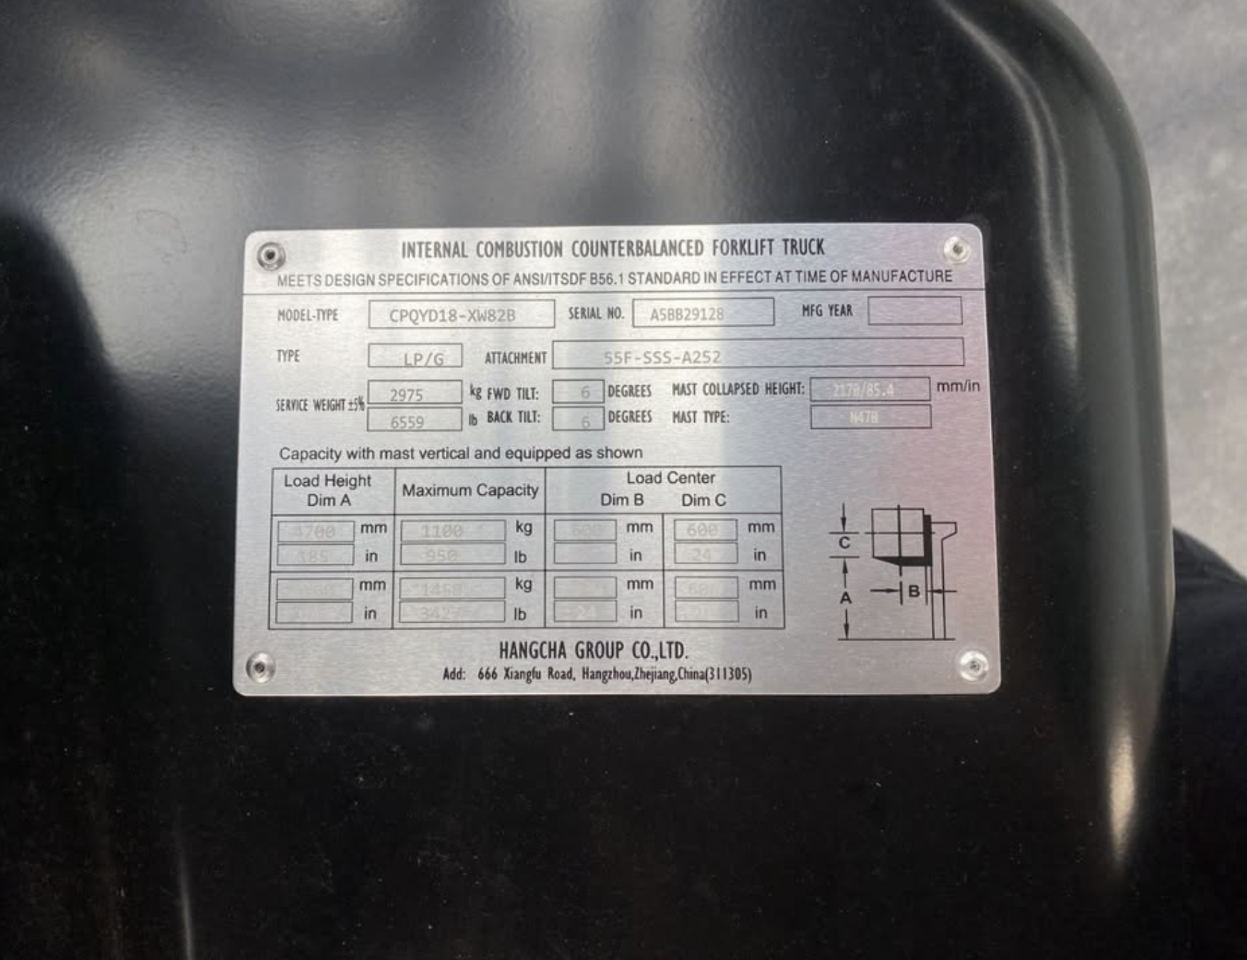 INTERNAL COMBUSTION COUNTERBALANCED FORKLIFT TRUCK
MEETS DESIGN SPECIFICATIONS OF ANSI/ITSDF B56.1 STANDARD IN EFFECT AT TIME OF MANUFACTURE
MODEL-TYPE CPQYD18-XW82B SERIAL NO. A5BB29128 MFG YEAR
TYPE LP/G ATTACHMENT 55F-SSS-A252
SERVICE WEIGHT ±5% 2975 kg FWD TILT: 6 DEGREES MAST COLLAPSED HEIGHT: 2170/85.4 mm/in
6559 lb BACK TILT: 6 DEGREES MAST TYPE:
Capacity with mast vertical and equipped as shown
Load Height Maximum Capacity Load Center
Dim A Dim B Dim C
4700 mm 1100 kg 600 mm 600 mm
185 in lb in 24 in
mm kg mm mm
in lb in in
C
A
B
HANGCHA GROUP CO.,LTD.
Add: 666 Xiangfu Road, Hangzhou,Zhejiang,China(311305)